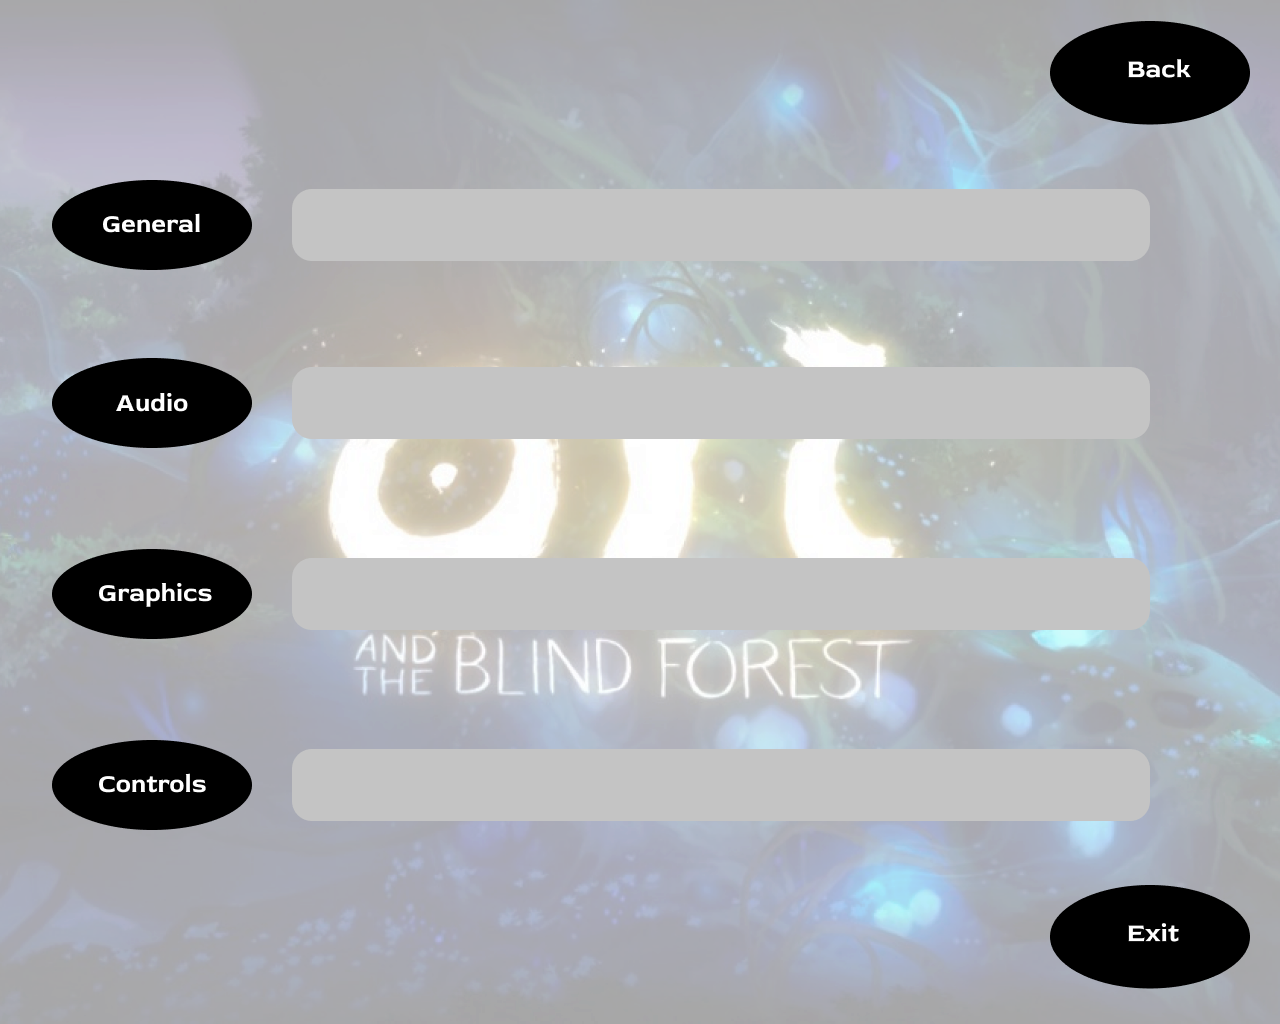 Back
General
Audio
Graphics
AND THE BLIND FOREST
Controls
Exit